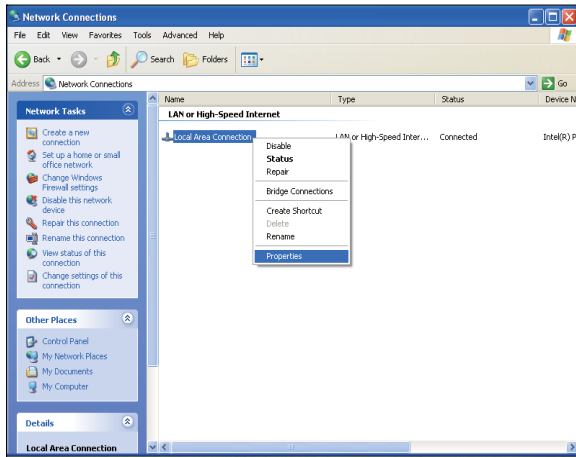 Network Connections
File Edit View Favorites Tools Advanced Help
Back Search Folders
Address Network Connections Go
Name Type Status Device N
LAN or High-Speed Internet
Local Area Connection LAN or High-Speed Inter... Connected Intel(R) P
Disable
Status
Repair
Bridge Connections
Create Shortcut
Delete
Rename
Properties
Network Tasks
Create a new
connection
Set up a home or small
office network
Change Windows
Firewall settings
Disable this network
device
Repair this connection
Rename this connection
View status of this
connection
Change settings of this
connection
Other Places
Control Panel
My Network Places
My Documents
My Computer
Details
Local Area Connection